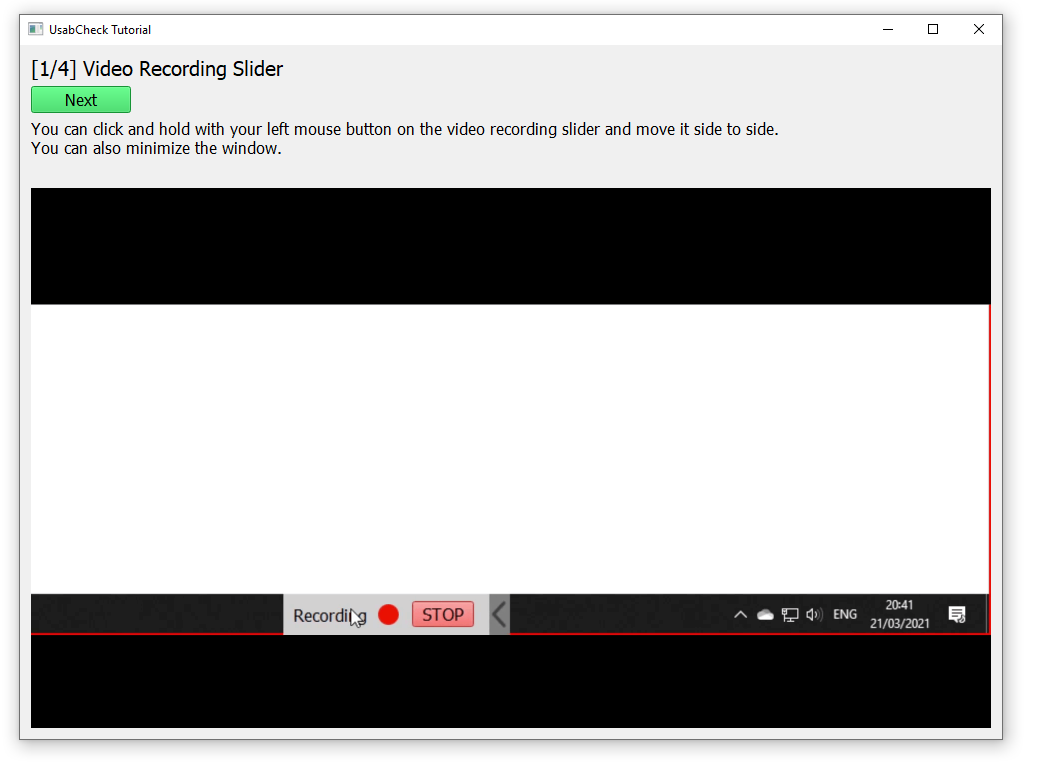 UsabCheck Tutorial
[1/4] Video Recording Slider
Next
You can click and hold with your left mouse button on the video recording slider and move it side to side.
You can also minimize the window.
Recording
STOP
ENG
20:41
21/03/2021